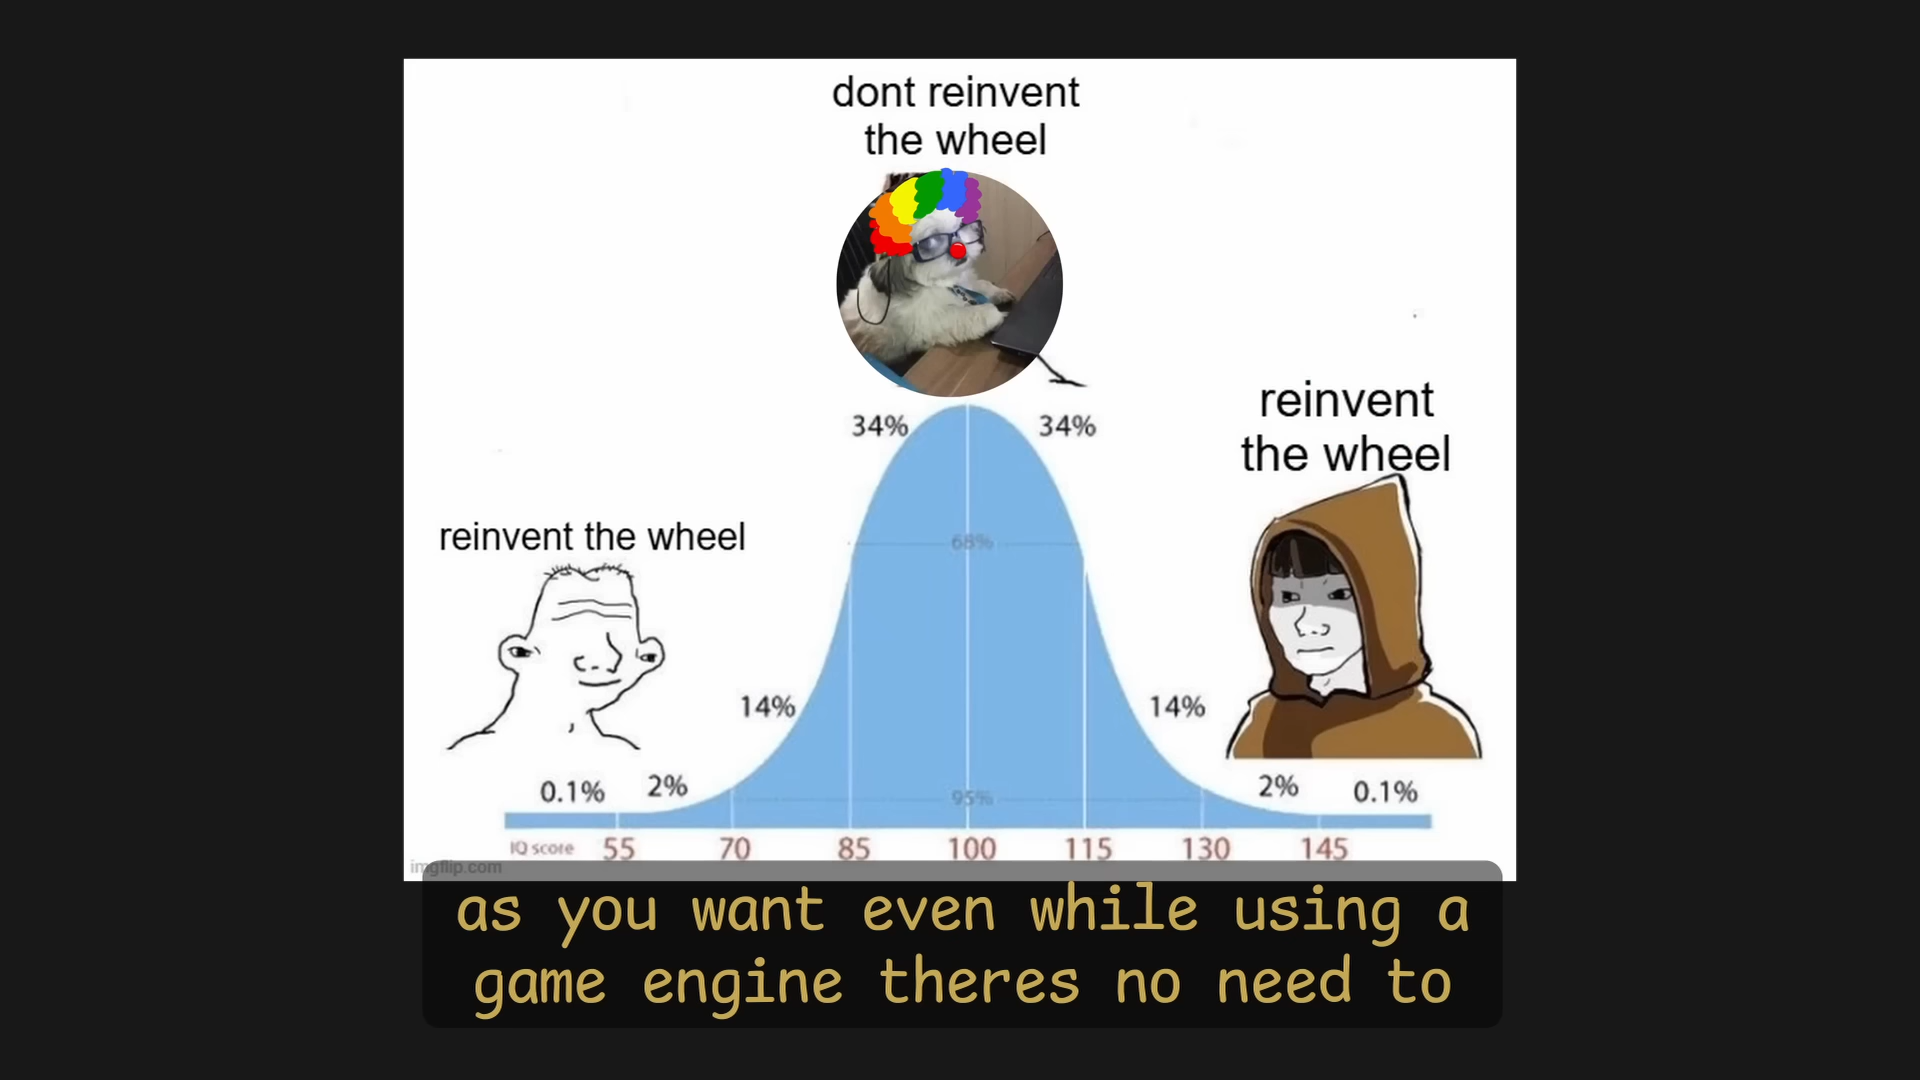 dont reinvent
the wheel
34%
34%
reinvent
the wheel
reinvent the wheel
68%
14%
14%
0.1%
2%
95%
2%
0.1%
IQ score 55 70 85 100 115 130 145
imgflip.com
as you want even while using a
game engine theres no need to